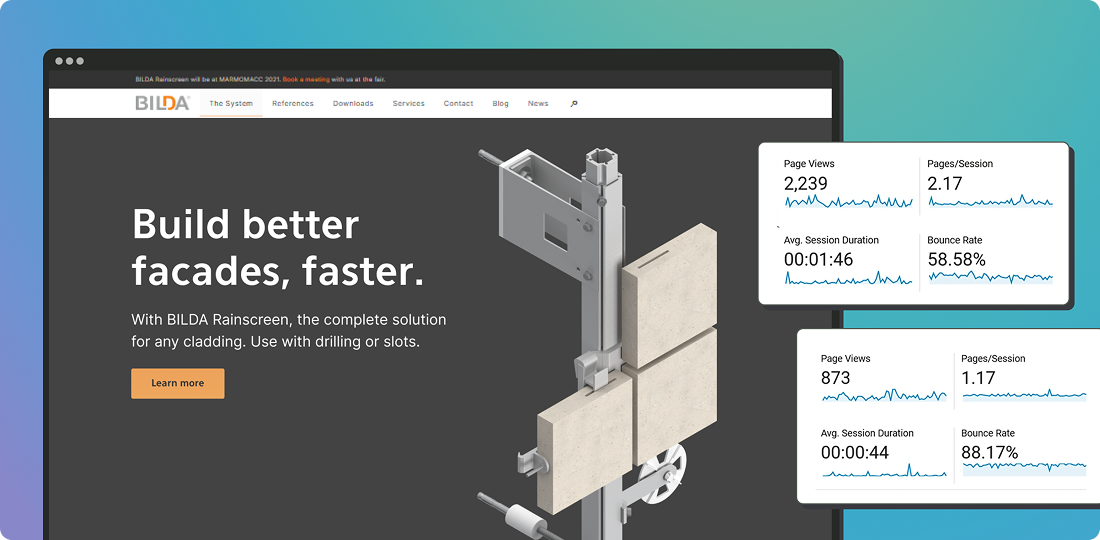 BILDA Rainscreen will be at MARMOMACC 2021. Book a meeting with us at the fair.
BILDA® The System References Downloads Services Contact Blog News
Build better
facades, faster.
With BILDA Rainscreen, the complete solution
for any cladding. Use with drilling or slots.
Learn more
Page Views Pages/Session
2,239 2.17
Avg. Session Duration Bounce Rate
00:01:46 58.58%
Page Views Pages/Session
873 1.17
Avg. Session Duration Bounce Rate
00:00:44 88.17%